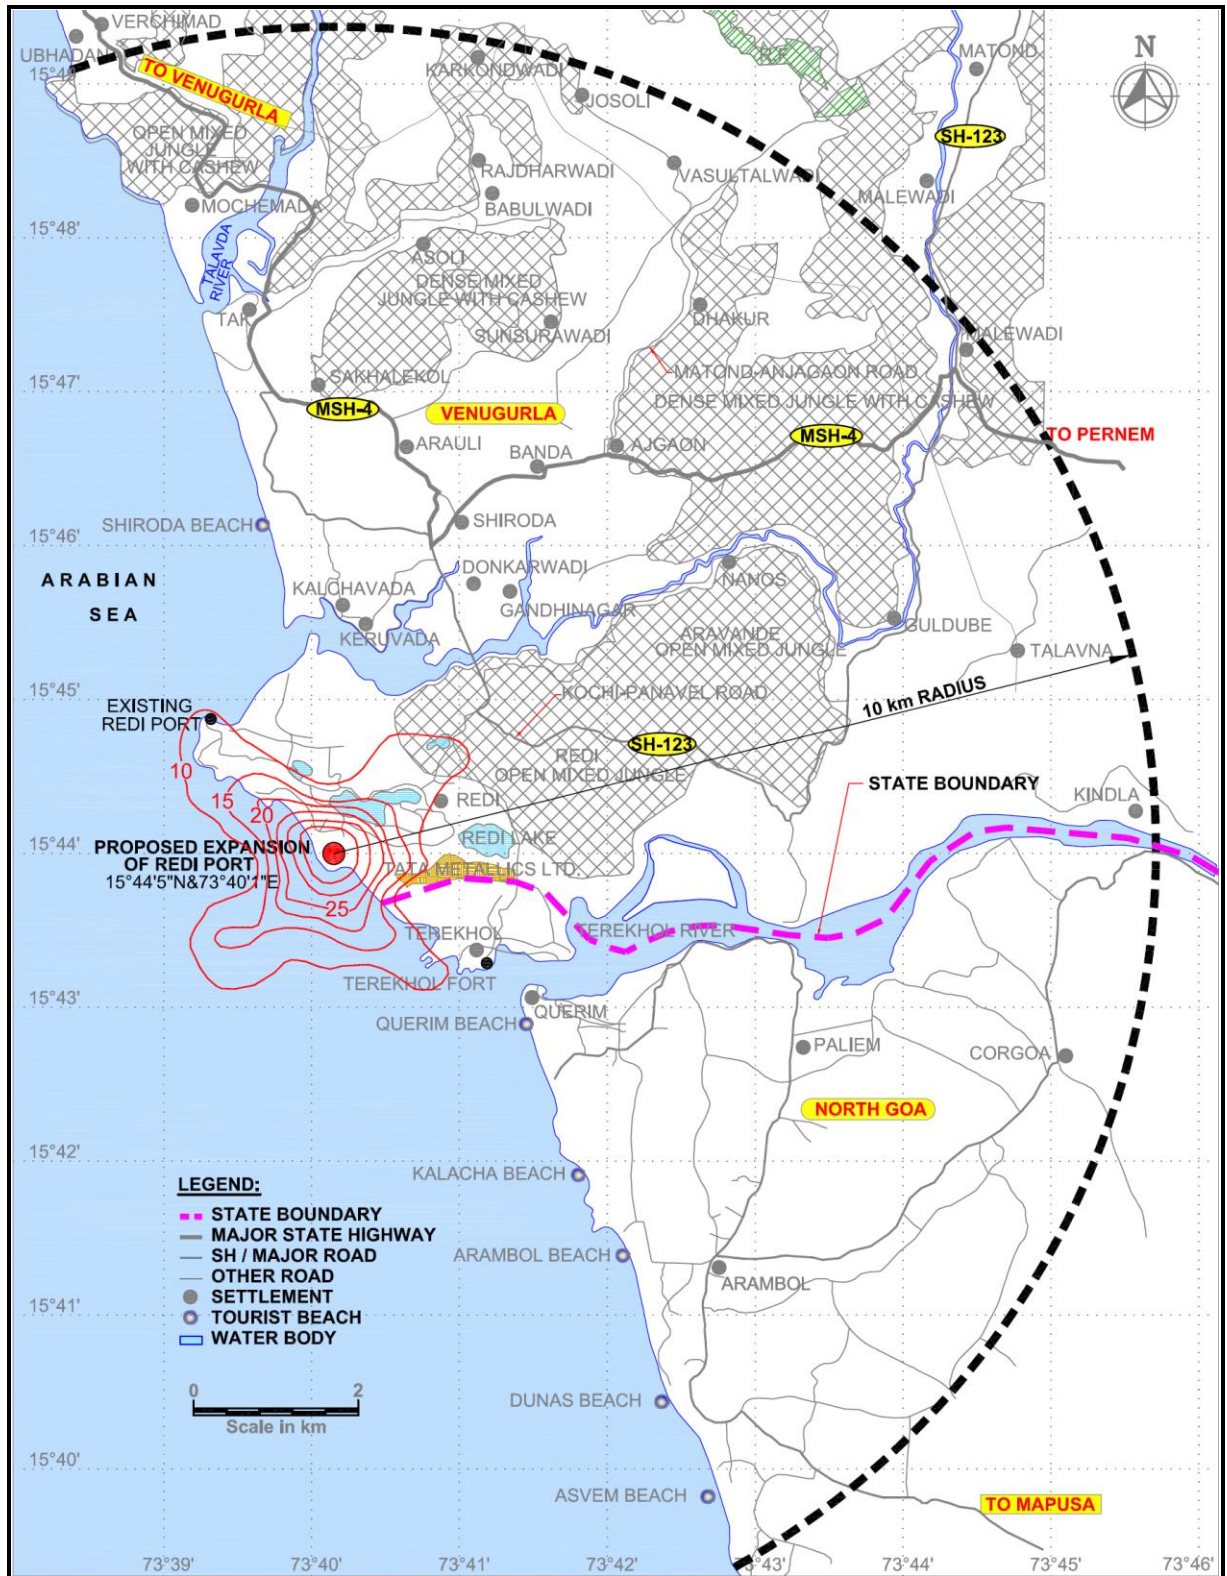 VERCHIMAD
UBHADAN
KARKONDWADI
MATOND
N
TO VENUGURLA
JOSOLI
SH-123
OPEN MIXED
JUNGLE
WITH CASHEW
RAJDHARWADI
VASULTALWADI
MALEWADI
MOCHEMADA
BABULWADI
15°48'
TALAVDA
RIVER
ASOLI
DENSE MIXED
JUNGLE WITH CASHEW
TAK
SUNSURAWADI
DHAKUR
MALEWADI
15°47'
SAKHALEKOL
MATOND-ANJAGAON ROAD
DENSE MIXED JUNGLE WITH CASHEW
MSH-4
VENUGURLA
MSH-4
TO PERNEM
ARAULI
BANDA
AJGAON
SHIRODA BEACH
SHIRODA
15°46'
ARABIAN
SEA
DONKARWADI
NANOS
KALCHAVADA
GANDHINAGAR
KERUVADA
ARAVANDE
OPEN MIXED JUNGLE
GULDUBE
TALAVNA
15°45'
KOCHI-PANAVEL ROAD
10 km RADIUS
EXISTING
REDI PORT
SH-123
REDI
OPEN MIXED JUNGLE
10
15
20
25
STATE BOUNDARY
REDI
KINDLA
REDI LAKE
15°44'
PROPOSED EXPANSION
OF REDI PORT
15°44'5"N&73°40'1"E
TATA METALLICS LTD.
TEREKHOL
TEREKHOL RIVER
TEREKHOL FORT
15°43'
QUERIM
QUERIM BEACH
PALIEM
CORGOA
NORTH GOA
15°42'
KALACHA BEACH
LEGEND:
STATE BOUNDARY
MAJOR STATE HIGHWAY
SH / MAJOR ROAD
OTHER ROAD
SETTLEMENT
TOURIST BEACH
WATER BODY
ARAMBOL BEACH
ARAMBOL
15°41'
0 2
Scale in km
DUNAS BEACH
15°40'
ASVEM BEACH
TO MAPUSA
73°39' 73°40' 73°41' 73°42' 73°43' 73°44' 73°45' 73°46'